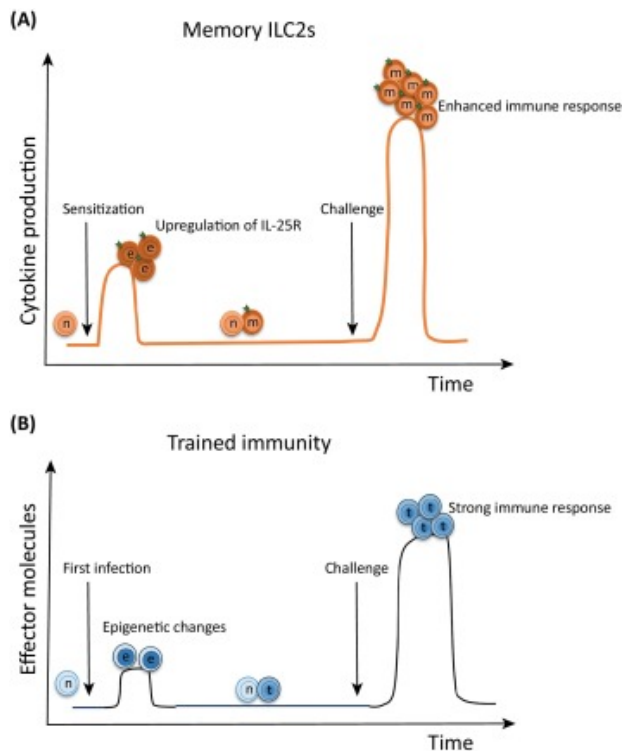 (A)
Memory ILC2s
m
m m
m m
m
m
Enhanced immune response
Cytokine production
Sensitization
Upregulation of IL-25R
Challenge
e e
e
n
n m
Time
(B)
Trained immunity
t
t
t t
Strong immune response
Effector molecules
First infection
Challenge
Epigenetic changes
e e
n
n t
Time